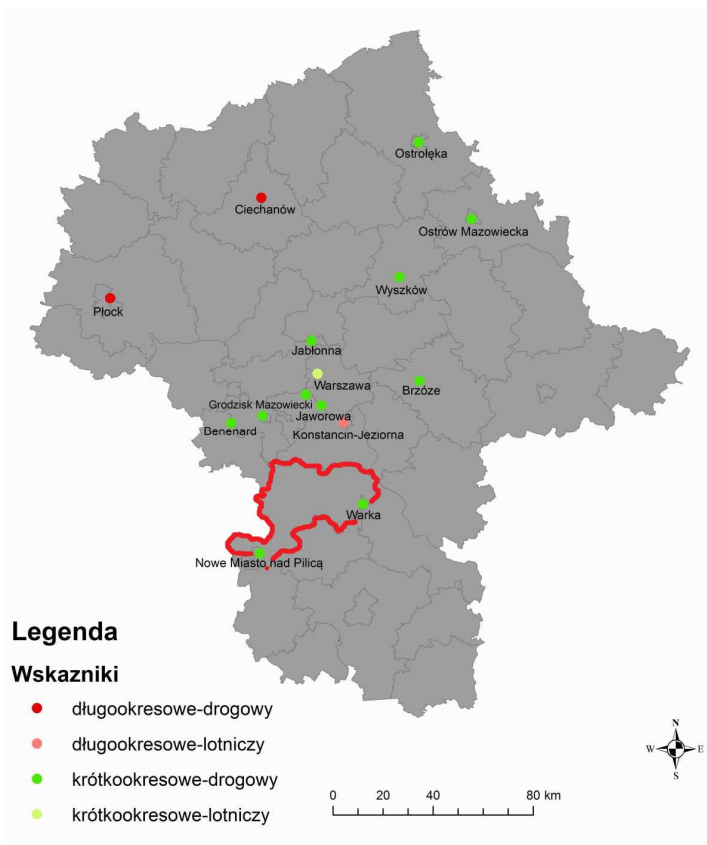 Ostrołęka
Ciechanów
Ostrów Mazowiecka
Wyszków
Płock
Jabłonna
Warszawa
Brzóze
Grodzisk Mazowiecki
Jaworowa
Benenard
Konstancin-Jeziorna
Warka
Nowe Miasto nad Pilicą
Legenda
Wskazniki
długookresowe-drogowy
długookresowe-lotniczy
krótkookresowe-drogowy
krótkookresowe-lotniczy
0 20 40 80 km
N
W E
S